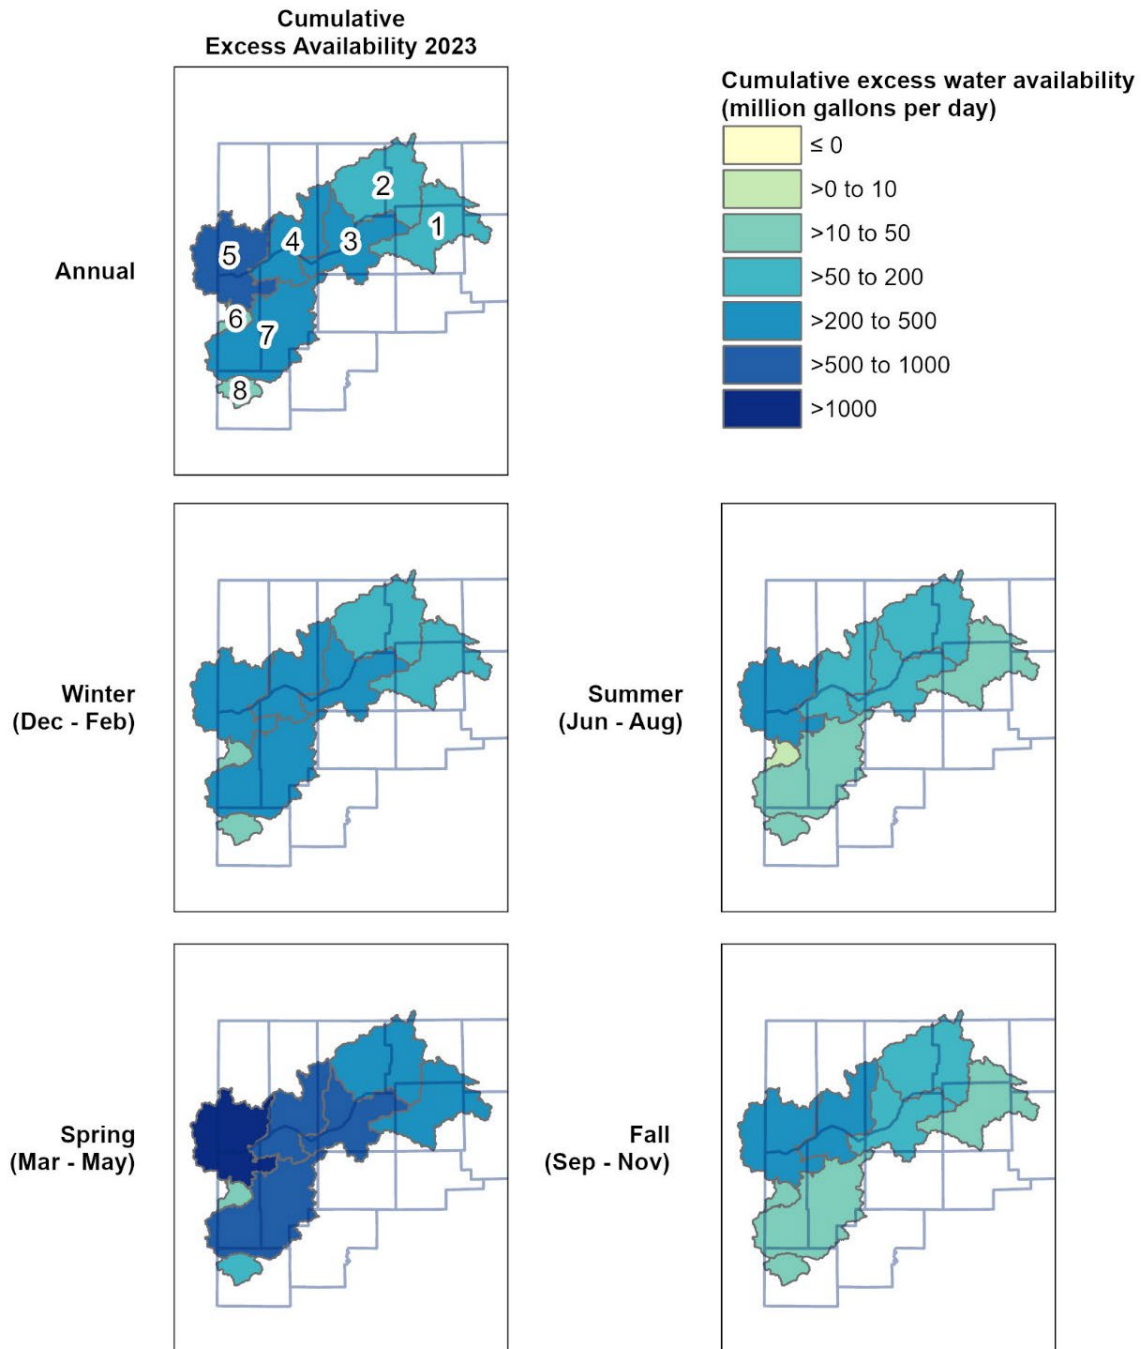 Cumulative
Excess Availability 2023
Cumulative excess water availability
(million gallons per day)
≤ 0
>0 to 10
>10 to 50
>50 to 200
>200 to 500
>500 to 1000
>1000
Annual
2
1
3
4
5
6
7
8
Winter
(Dec - Feb)
Summer
(Jun - Aug)
Spring
(Mar - May)
Fall
(Sep - Nov)